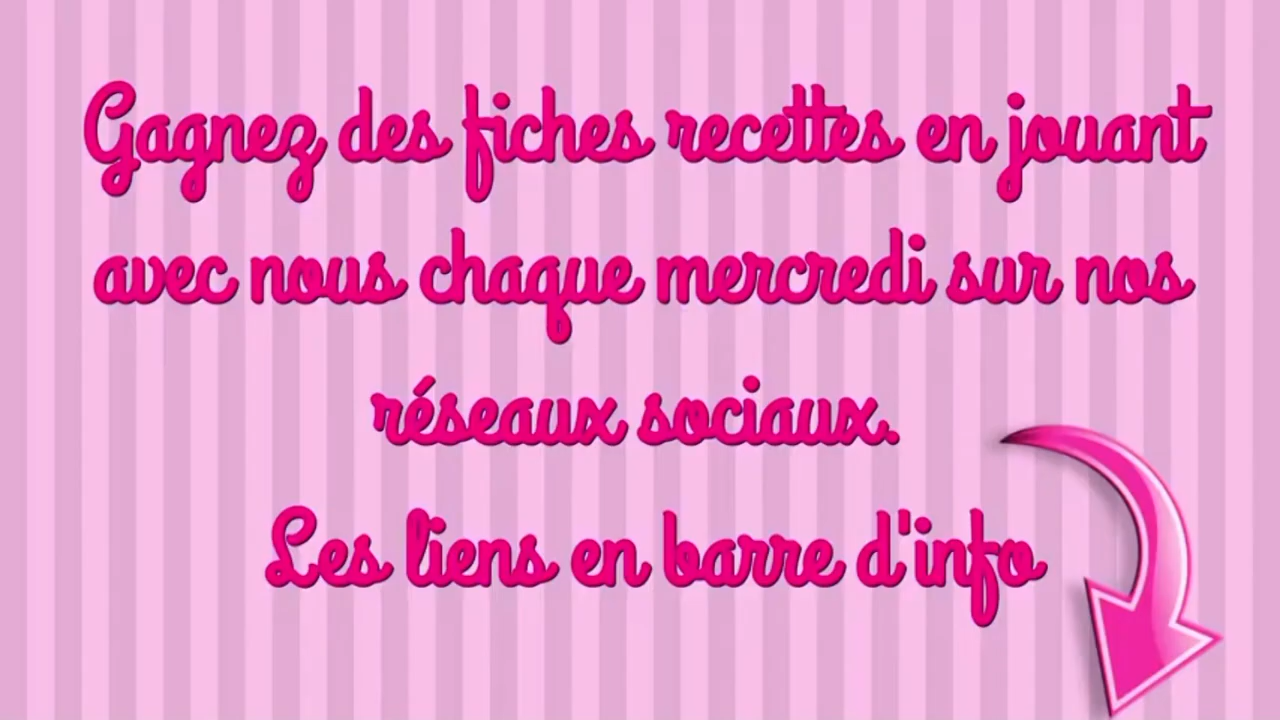 Gagnez des fiches recettes en jouant
avec nous chaque mercredi sur nos
réseaux sociaux.
Les liens en barre d'info